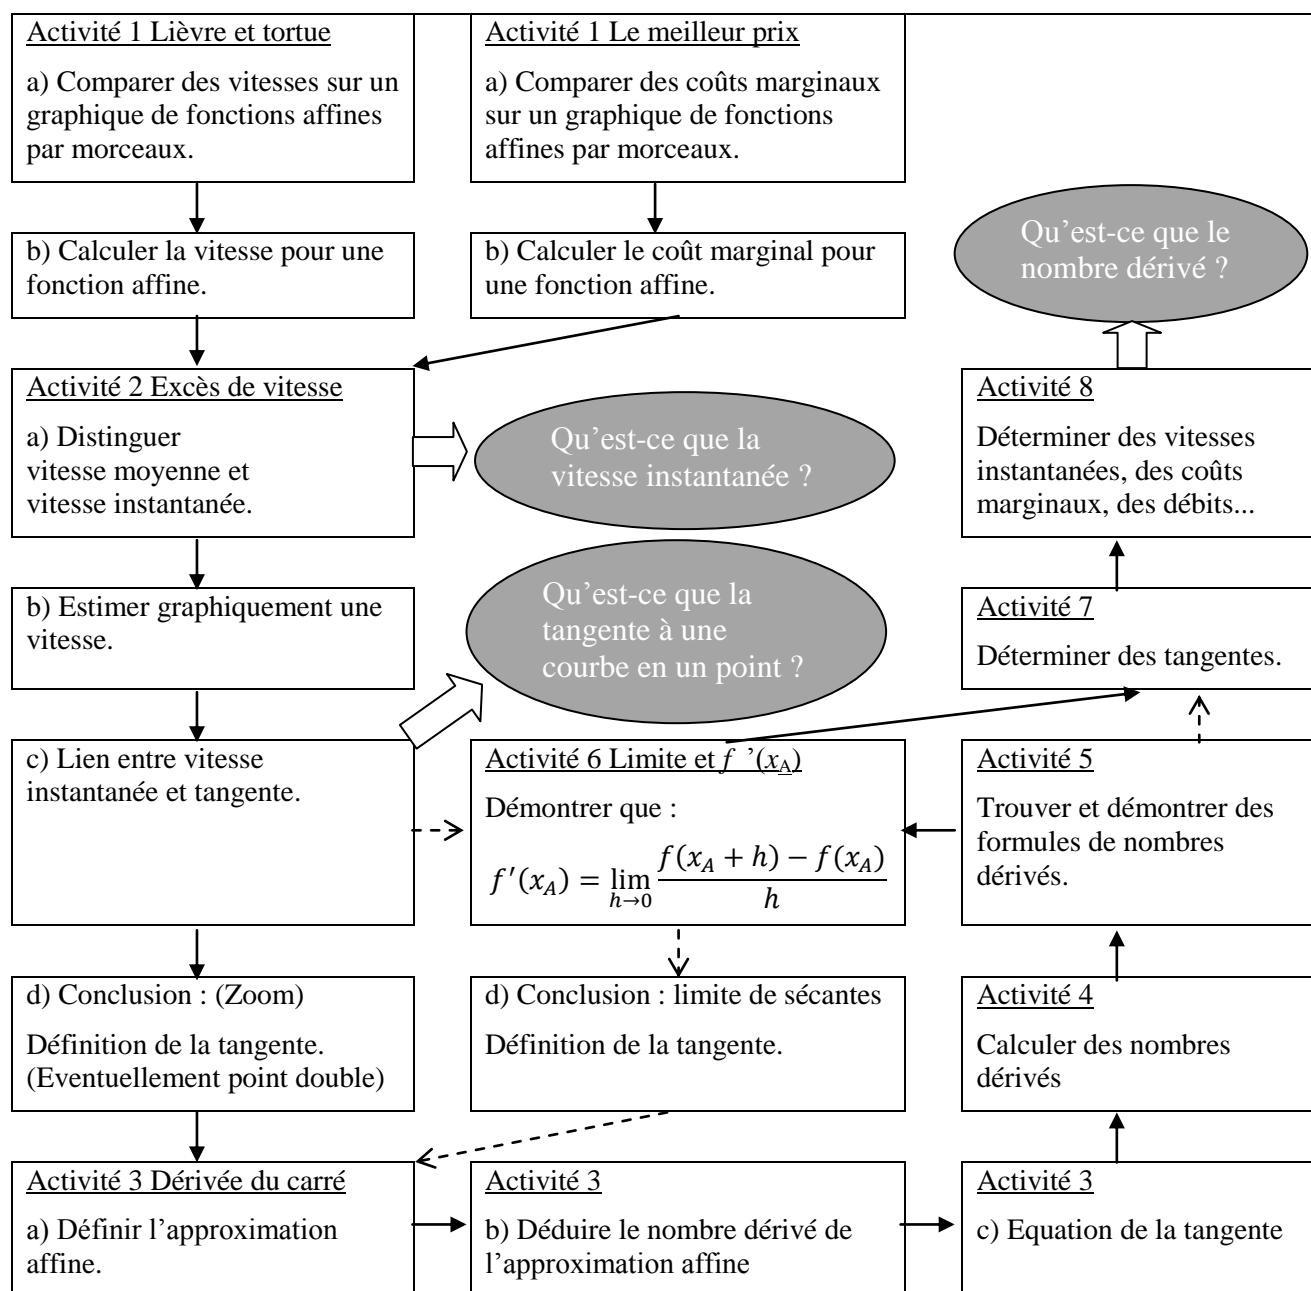 Activité 1 Lièvre et tortue
a) Comparer des vitesses sur un
graphique de fonctions affines
par morceaux.
Activité 1 Le meilleur prix
a) Comparer des coûts marginaux
sur un graphique de fonctions
affines par morceaux.
b) Calculer la vitesse pour une
fonction affine.
b) Calculer le coût marginal pour
une fonction affine.
Qu’est-ce que le
nombre dérivé ?
Activité 2 Excès de vitesse
a) Distinguer
vitesse moyenne et
vitesse instantanée.
Qu’est-ce que la
vitesse instantanée ?
Activité 8
Déterminer des vitesses
instantanées, des coûts
marginaux, des débits...
b) Estimer graphiquement une
vitesse.
Qu’est-ce que la
tangente à une
courbe en un point ?
Activité 7
Déterminer des tangentes.
c) Lien entre vitesse
instantanée et tangente.
Activité 6 Limite et f ’(x_A)
Démontrer que :
f′(x_A) = lim_{h→0} (f(x_A + h) − f(x_A)) / h
Activité 5
Trouver et démontrer des
formules de nombres
dérivés.
d) Conclusion : (Zoom)
Définition de la tangente.
(Eventuellement point double)
d) Conclusion : limite de sécantes
Définition de la tangente.
Activité 4
Calculer des nombres
dérivés
Activité 3 Dérivée du carré
a) Définir l’approximation
affine.
Activité 3
b) Déduire le nombre dérivé de
l’approximation affine
Activité 3
c) Equation de la tangente